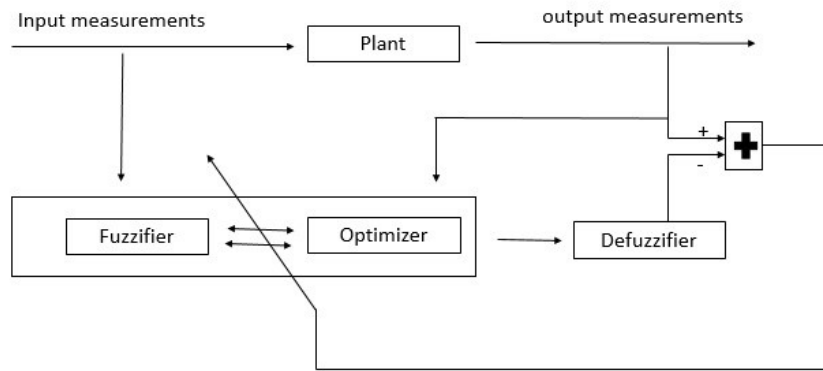 Input measurements
output measurements
Plant
+
-
Fuzzifier
Optimizer
Defuzzifier